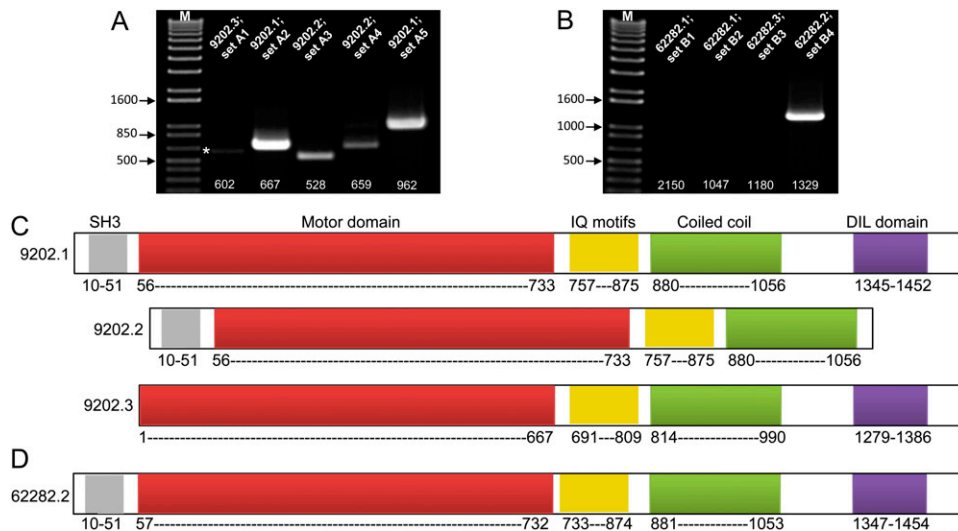 A
M
9202.3; set A1
9202.1; set A2
9202.2; set A3
9202.2; set A4
9202.1; set A5
1600
850
500
*
602 667 528 659 962
B
M
62282.1; set B1
62282.1; set B2
62282.3; set B3
62282.2; set B4
1600
1000
500
2150 1047 1180 1329
C
SH3 Motor domain IQ motifs Coiled coil DIL domain
9202.1
10-51 56---733 757---875 880---1056 1345-1452
9202.2
10-51 56---733 757---875 880---1056
9202.3
1---667 691---809 814---990 1279-1386
D
62282.2
10-51 57---732 733---874 881---1053 1347-1454